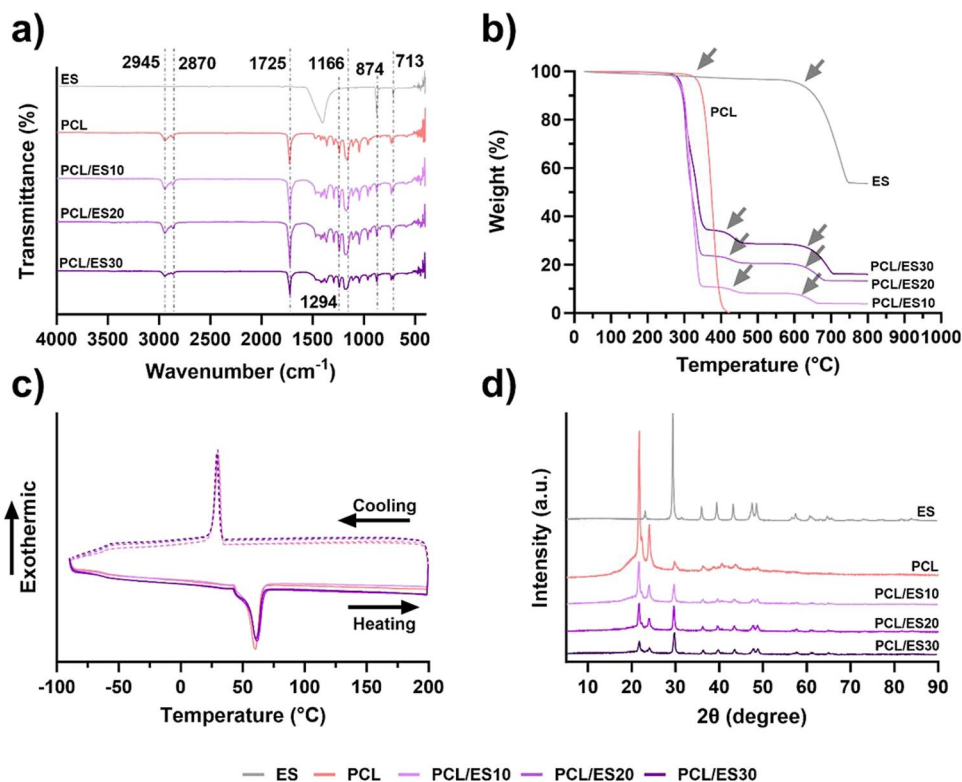 a)
2945
2870
1725
1166
874
713
ES
PCL
PCL/ES10
PCL/ES20
PCL/ES30
1294
Transmittance (%)
4000 3500 3000 2500 2000 1500 1000 500
Wavenumber (cm⁻¹)
b)
100
80
60
40
20
0
Weight (%)
PCL
ES
PCL/ES30
PCL/ES20
PCL/ES10
0 100 200 300 400 500 600 700 800 900 1000
Temperature (°C)
c)
Exothermic
Cooling
Heating
-100 -50 0 50 100 150 200
Temperature (°C)
d)
Intensity (a.u.)
ES
PCL
PCL/ES10
PCL/ES20
PCL/ES30
10 20 30 40 50 60 70 80 90
2θ (degree)
ES PCL PCL/ES10 PCL/ES20 PCL/ES30